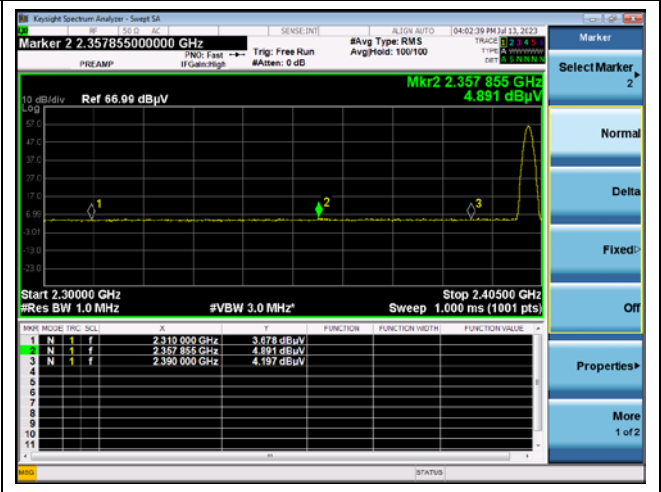 Keysight Spectrum Analyzer - Swept SA
RF 50 Ω AC SENSE:INT ALIGN AUTO 04:02:39 PM Jul 13, 2023
Marker 2 2.357855000000 GHz
PREAMP
PNO: Fast
IFGain:High
Trig: Free Run
#Atten: 0 dB
#Avg Type: RMS
Avg|Hold: 100/100
TRACE 1 2 3 4 5 6
TYPE A WWWWW
DET A S N N N N
Mkr2 2.357 855 GHz
4.891 dBµV
10 dB/div Ref 66.99 dBµV
Log
57.0
47.0
37.0
27.0
17.0
6.99
-3.01
-13.0
-23.0
1
2
3
Start 2.30000 GHz Stop 2.40500 GHz
#Res BW 1.0 MHz #VBW 3.0 MHz* Sweep 1.000 ms (1001 pts)
MKR MODE TRC SCL X Y FUNCTION FUNCTION WIDTH FUNCTION VALUE
1 N 1 f 2.310 000 GHz 3.678 dBµV
2 N 1 f 2.357 855 GHz 4.891 dBµV
3 N 1 f 2.390 000 GHz 4.197 dBµV
4
5
6
7
8
9
10
11
MSG STATUS
Marker
Select Marker
2
Normal
Delta
Fixed
Off
Properties
More
1 of 2